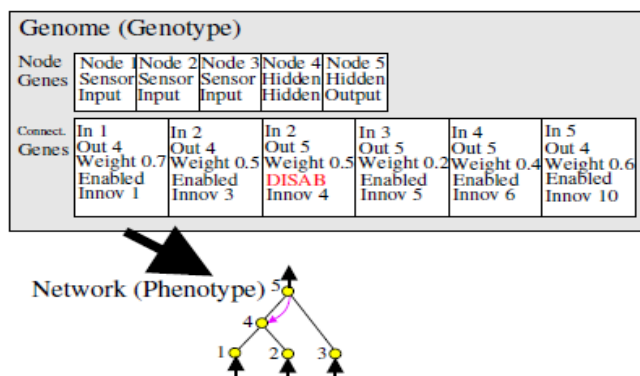 Genome (Genotype)
Node Genes
Node 1 Sensor Input
Node 2 Sensor Input
Node 3 Sensor Input
Node 4 Hidden Hidden
Node 5 Hidden Output
Connect. Genes
In 1 Out 4 Weight 0.7 Enabled Innov 1
In 2 Out 4 Weight 0.5 Enabled Innov 3
In 2 Out 5 Weight 0.5 DISAB Innov 4
In 3 Out 5 Weight 0.2 Enabled Innov 5
In 4 Out 5 Weight 0.4 Enabled Innov 6
In 5 Out 4 Weight 0.6 Enabled Innov 10
Network (Phenotype)
5
4
1 2 3